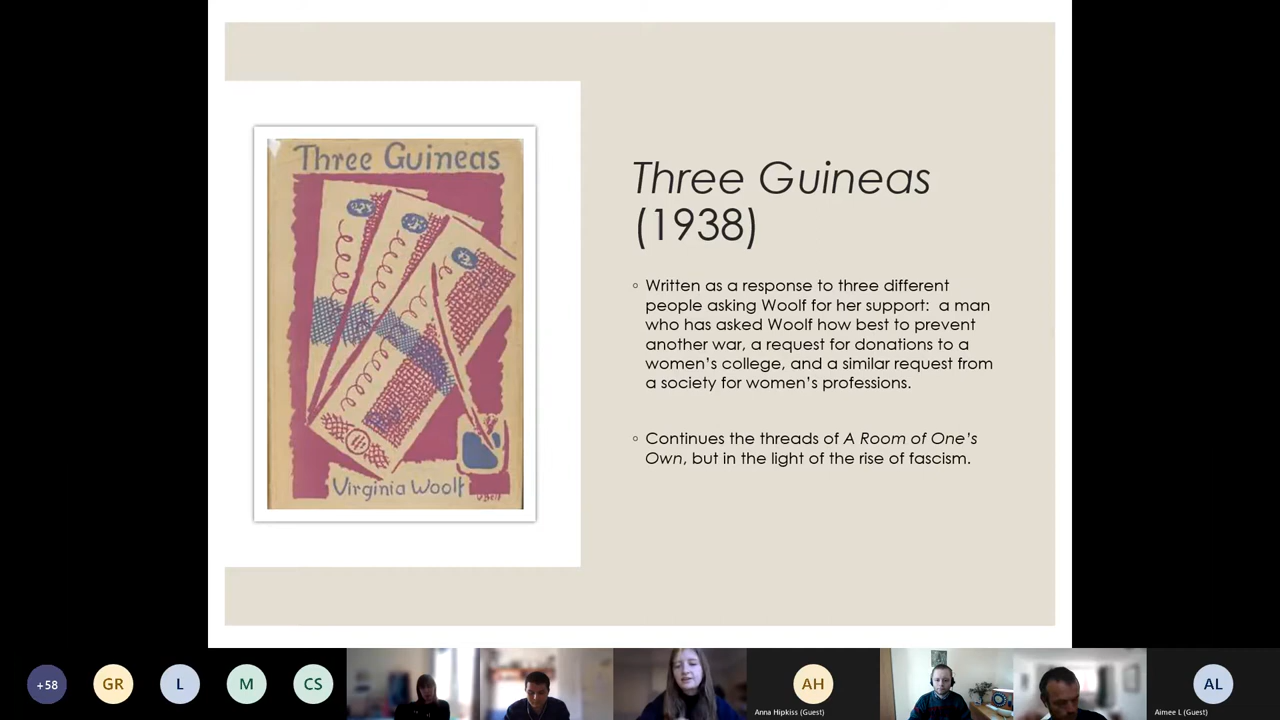 Three Guineas
Virginia Woolf
Three Guineas
(1938)
◦ Written as a response to three different
people asking Woolf for her support:  a man
who has asked Woolf how best to prevent
another war, a request for donations to a
women’s college, and a similar request from
a society for women’s professions.
◦ Continues the threads of A Room of One’s
Own, but in the light of the rise of fascism.
+58
GR
L
M
CS
AH
Anna Hipkiss (Guest)
AL
Aimee L (Guest)